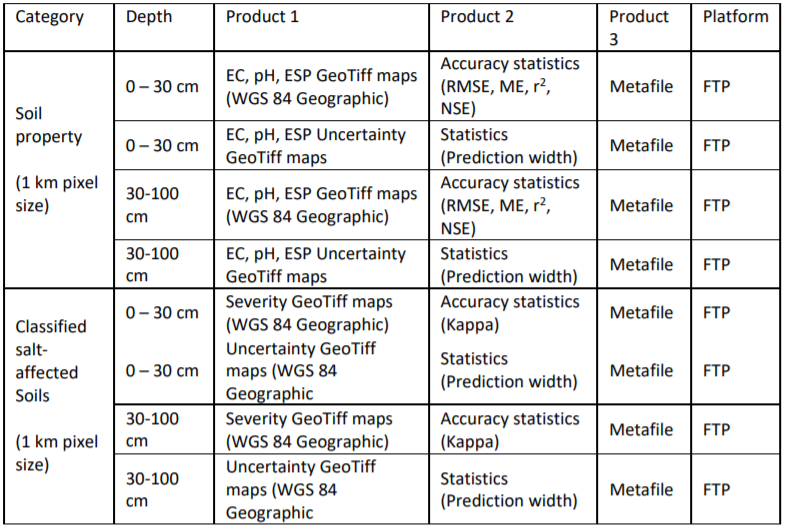 Category Depth Product 1 Product 2 Product 3 Platform
Soil property (1 km pixel size)
0 – 30 cm
EC, pH, ESP GeoTiff maps
(WGS 84 Geographic)
Accuracy statistics
(RMSE, ME, r²,
NSE)
Metafile
FTP
0 – 30 cm
EC, pH, ESP Uncertainty
GeoTiff maps
Statistics
(Prediction width)
Metafile
FTP
30-100
cm
EC, pH, ESP GeoTiff maps
(WGS 84 Geographic)
Accuracy statistics
(RMSE, ME, r²,
NSE)
Metafile
FTP
30-100
cm
EC, pH, ESP Uncertainty
GeoTiff maps
Statistics
(Prediction width)
Metafile
FTP
Classified
salt-
affected
Soils
(1 km pixel
size)
0 – 30 cm
Severity GeoTiff maps
(WGS 84 Geographic)
Accuracy statistics
(Kappa)
Metafile
FTP
0 – 30 cm
Uncertainty GeoTiff
maps (WGS 84
Geographic
Statistics
(Prediction width)
Metafile
FTP
30-100
cm
Severity GeoTiff maps
(WGS 84 Geographic)
Accuracy statistics
(Kappa)
Metafile
FTP
30-100
cm
Uncertainty GeoTiff
maps (WGS 84
Geographic
Statistics
(Prediction width)
Metafile
FTP